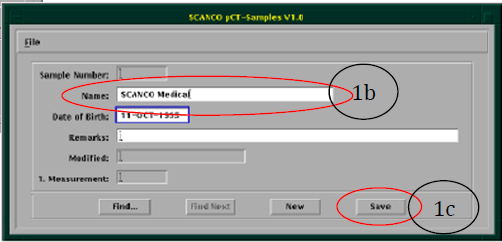 SCANCO µCT-Samples V1.0
File
Sample Number:
Name: SCANCO Medical 1b
Date of Birth: 11-OCT-1955
Remarks:
Modified:
1. Measurement:
Find... Find Next New Save 1c